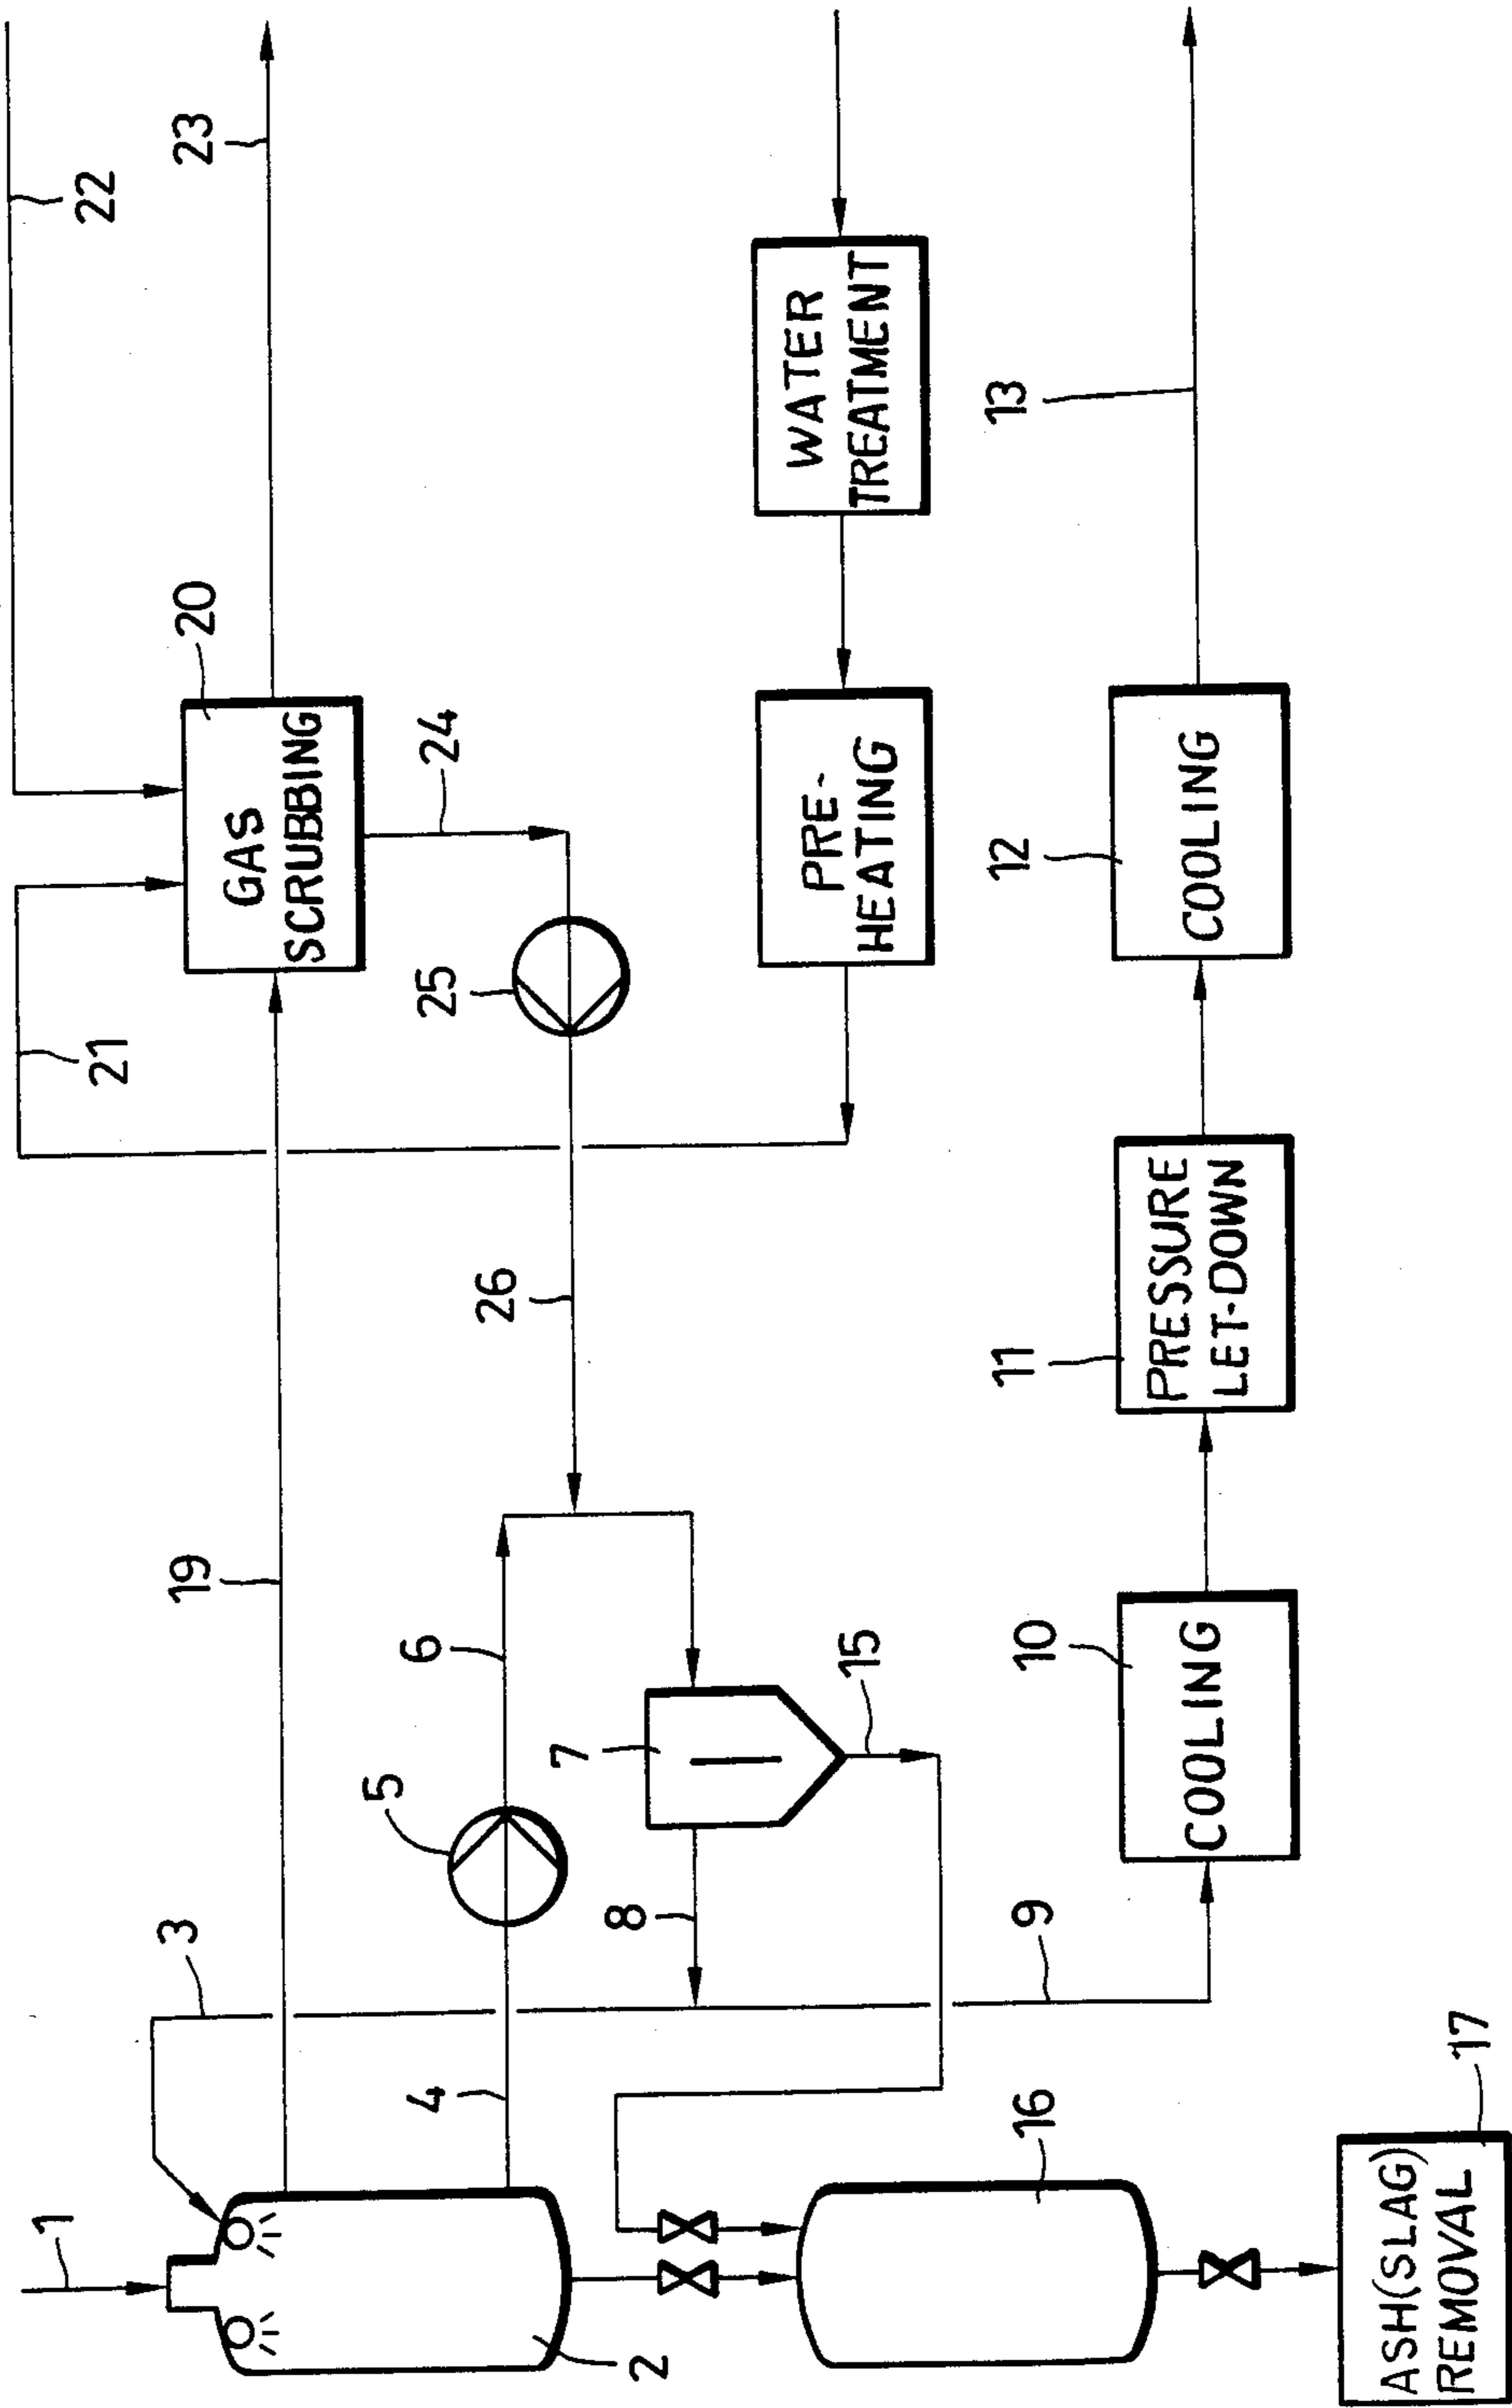 22
23
20
GAS
SCRUBBING
21
24
25
26
19
WATER
TREATMENT
PRE-
HEATING
13
12
COOLING
11
PRESSURE
LET-DOWN
10
COOLING
3
5
6
7
8
15
9
4
1
2
16
17
ASH(SLAG)
REMOVAL